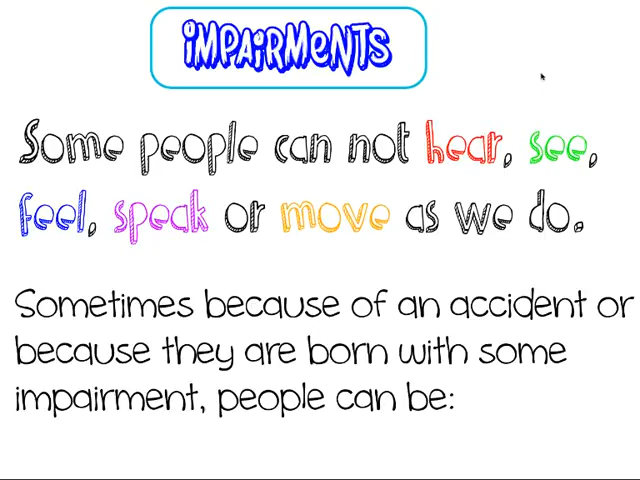 iMPAiRMeNTS
Some people can not hear, see,
feel, speak or move as we do.
Sometimes because of an accident or
because they are born with some
impairment, people can be: